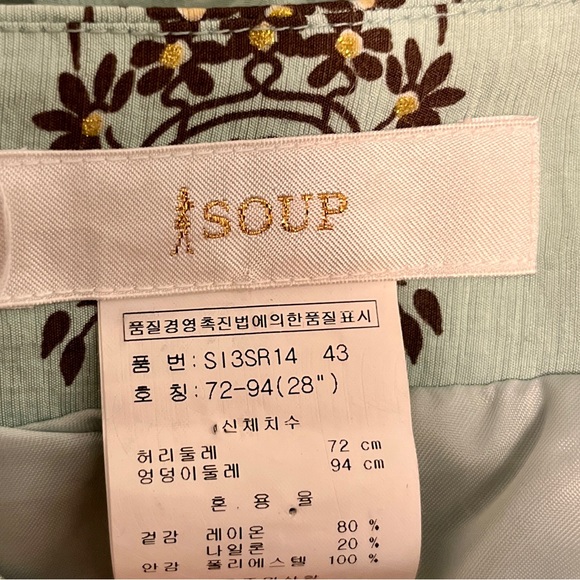 SOUP
품질경영촉진법에의한품질표시
품 번: SI3SR14 43
호 칭: 72-94(28")
신체치수
허리둘레 72 cm
엉덩이둘레 94 cm
혼 용 율
겉감 레이온 80 %
나일론 20 %
안감 폴리에스텔 100 %